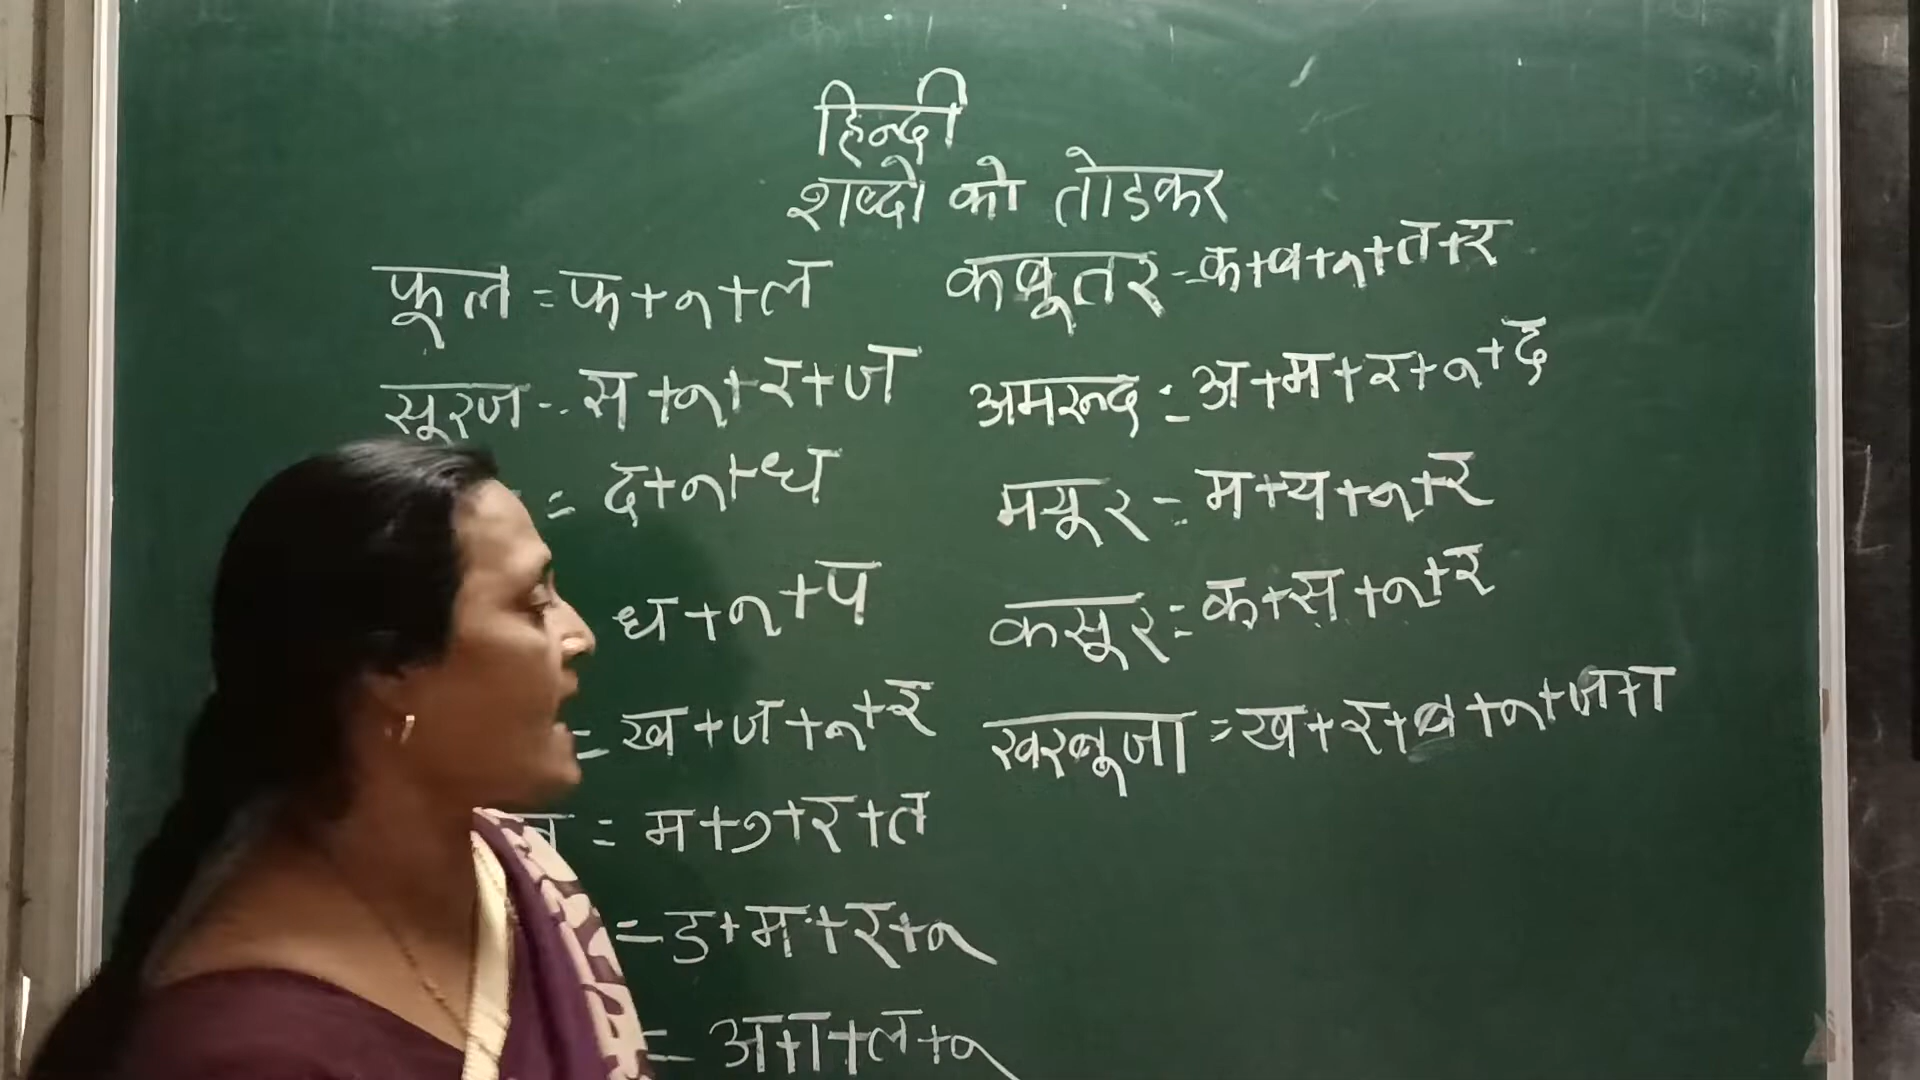 हिन्दी
शब्दो को तोडकर
फूल = फ+ ू+ल
सूरज = स+ ू+र+ज
= द+ ू+ध
ध+ ू+प
= ख+ज+ ू+र
त = म+ ू+र+त
= ड+म+र+ ू
= अ+ा+ल+ ू
कबूतर = क+ब+ ू+त+र
अमरूद = अ+म+र+ ू+द
मयूर = म+य+ ू+र
कसूर = क+स+ ू+र
खरबूजा = ख+र+ब+ ू+ज+ा